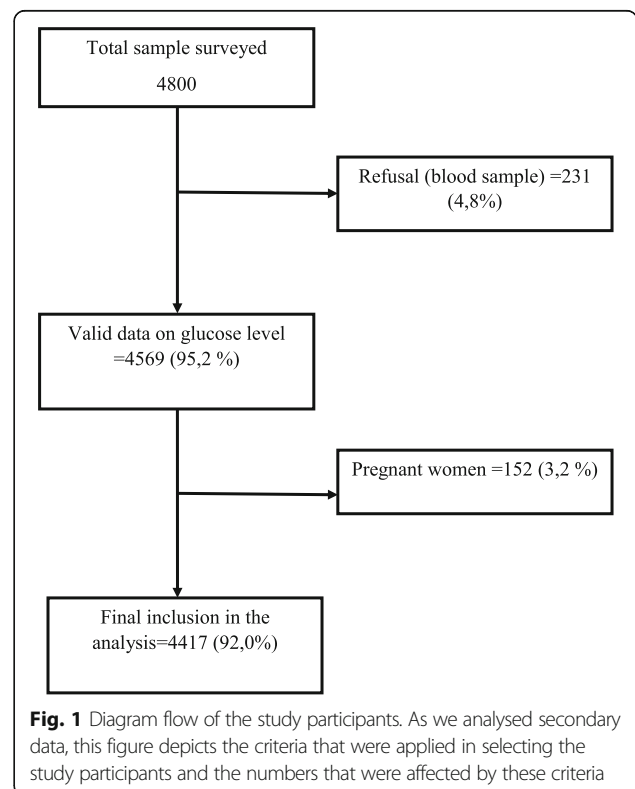 Total sample surveyed
4800
Refusal (blood sample) =231
(4,8%)
Valid data on glucose level
=4569 (95,2 %)
Pregnant women =152 (3,2 %)
Final inclusion in the
analysis=4417 (92,0%)
Fig. 1 Diagram flow of the study participants. As we analysed secondary
data, this figure depicts the criteria that were applied in selecting the
study participants and the numbers that were affected by these criteria